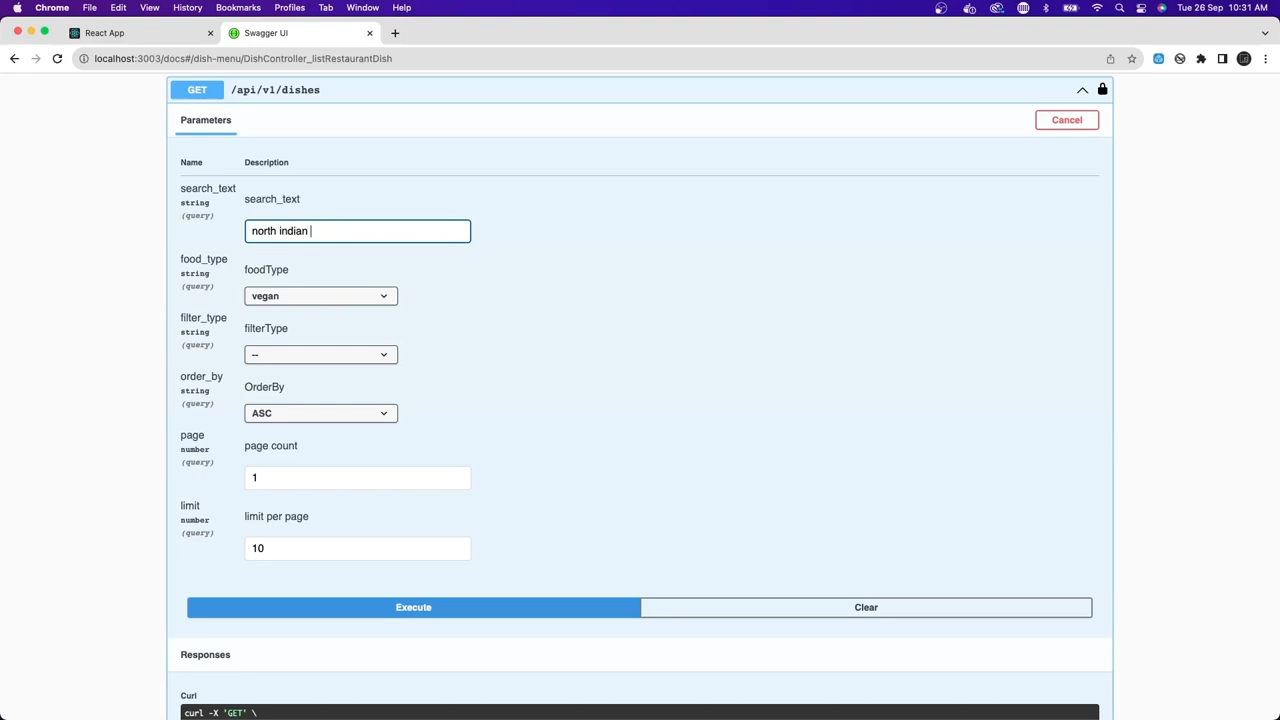 Chrome File Edit View History Bookmarks Profiles Tab Window Help Tue 26 Sep 10:31 AM
React App Swagger UI
localhost:3003/docs#/dish-menu/DishController_listRestaurantDish
GET /api/v1/dishes
Parameters Cancel
Name Description
search_text
string
(query)
search_text
north indian
food_type
string
(query)
foodType
vegan
filter_type
string
(query)
filterType
--
order_by
string
(query)
OrderBy
ASC
page
number
(query)
page count
1
limit
number
(query)
limit per page
10
Execute Clear
Responses
Curl
curl -X 'GET' \